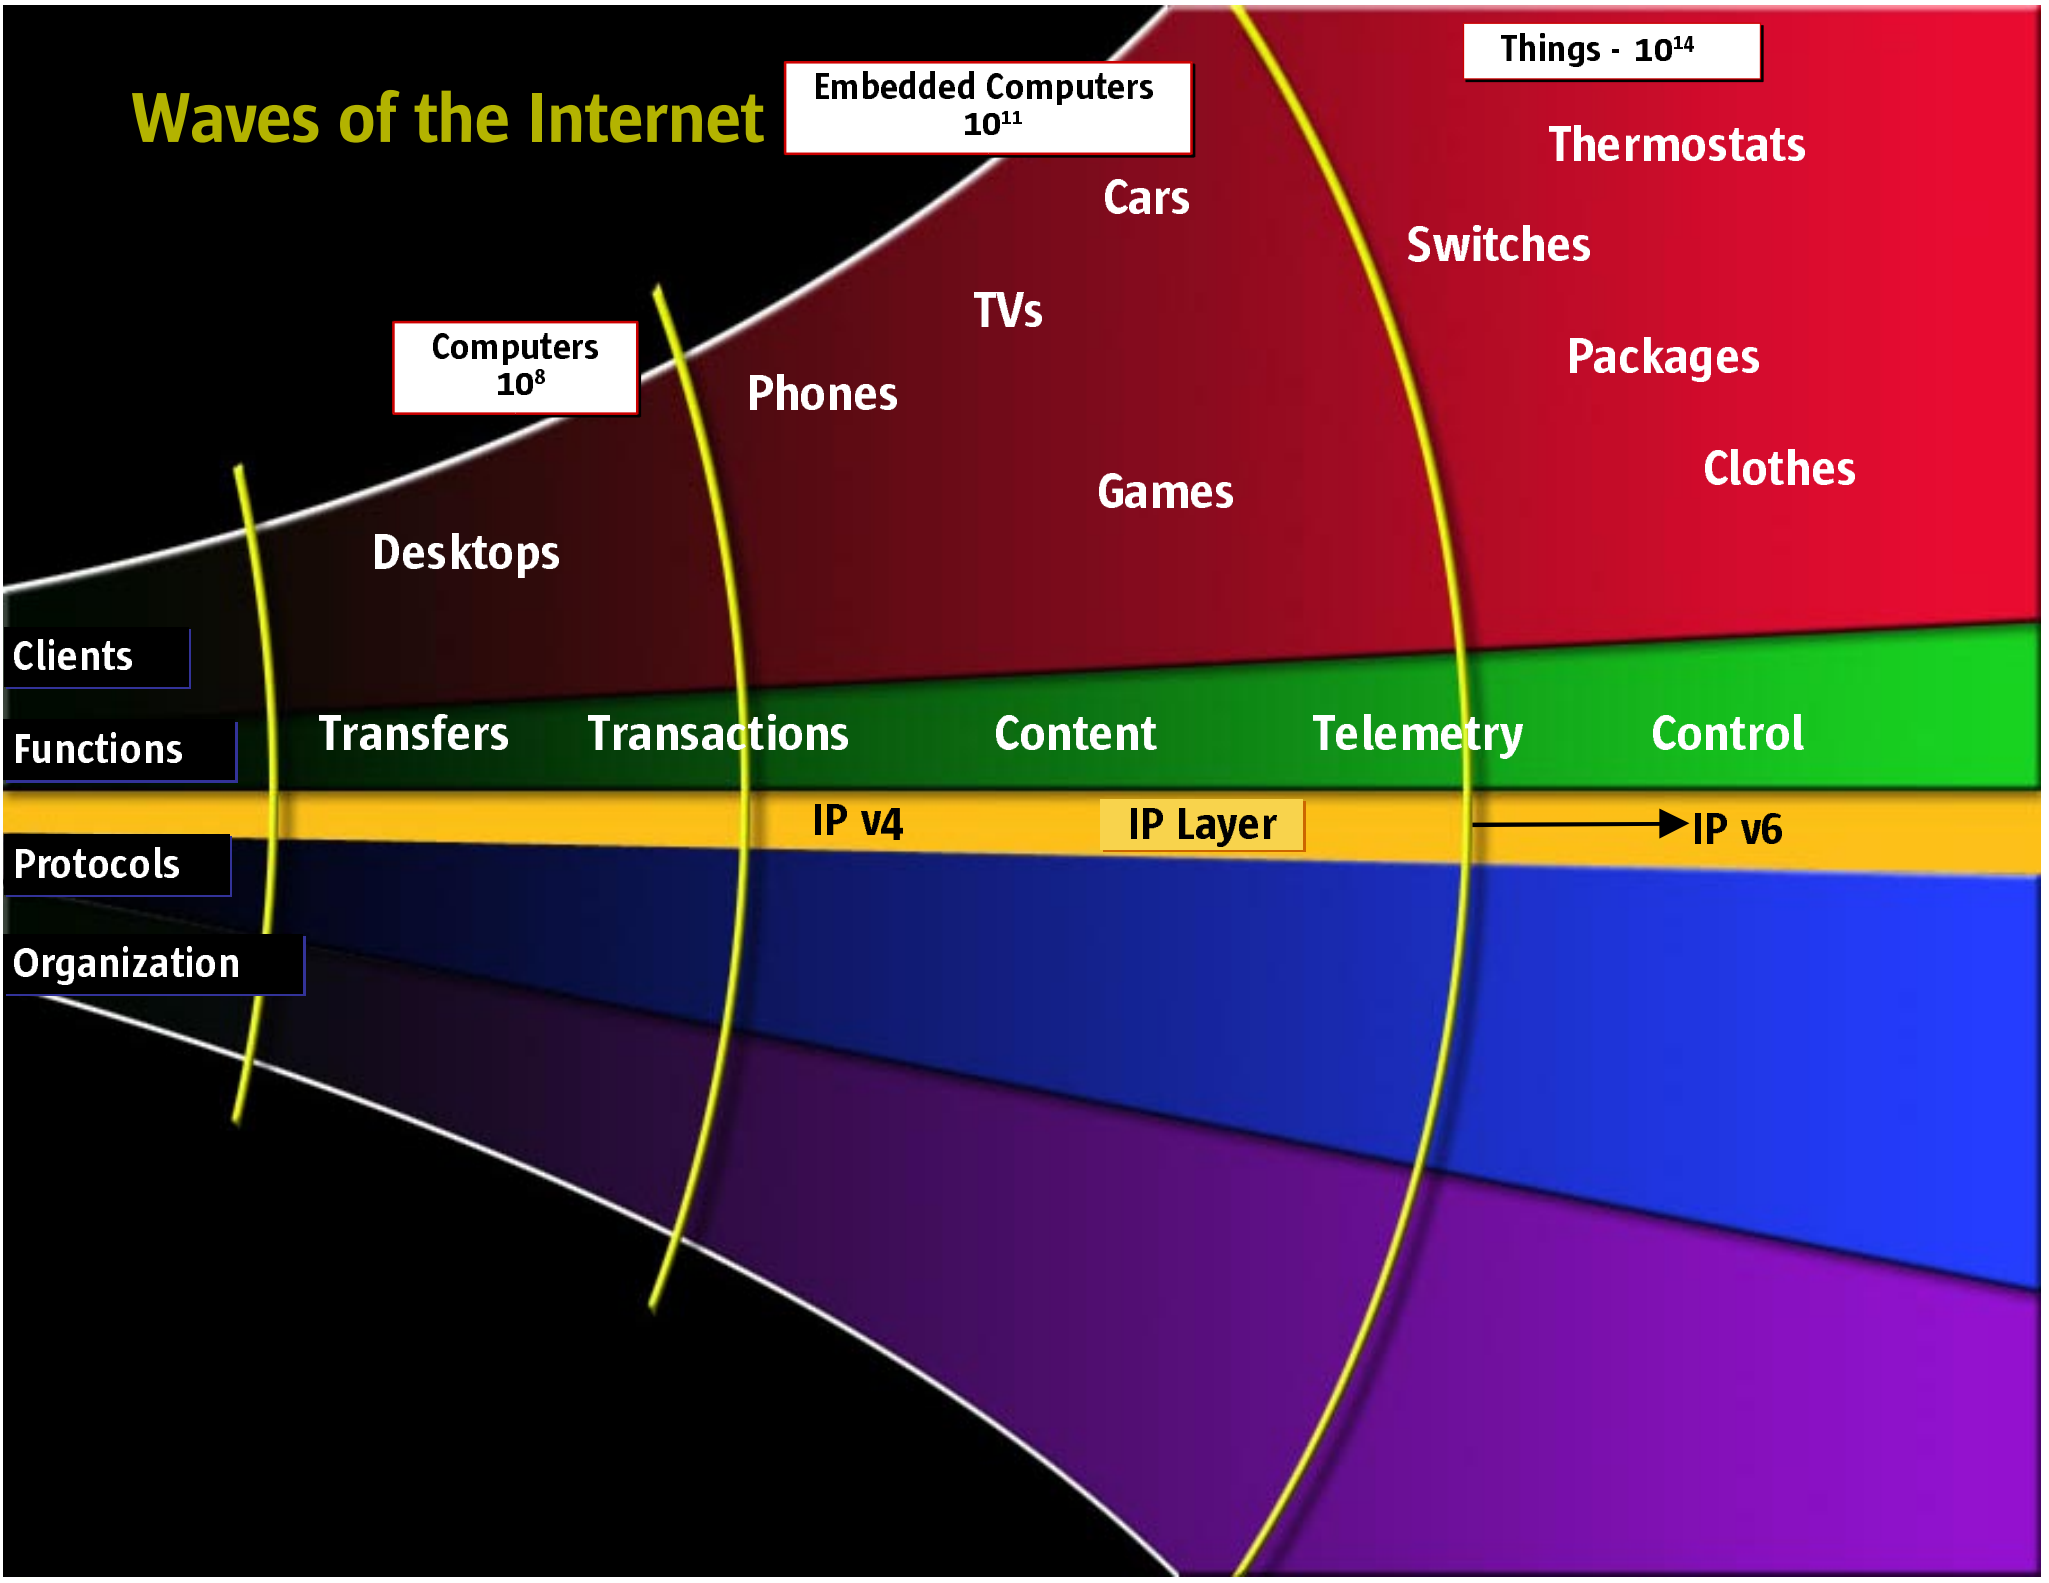 Waves of the Internet
Embedded Computers
10¹¹
Things - 10¹⁴
Thermostats
Cars
Switches
TVs
Computers
10⁸
Packages
Phones
Clothes
Games
Desktops
Clients
Functions
Transfers
Transactions
Content
Telemetry
Control
IP v4
IP Layer
IP v6
Protocols
Organization